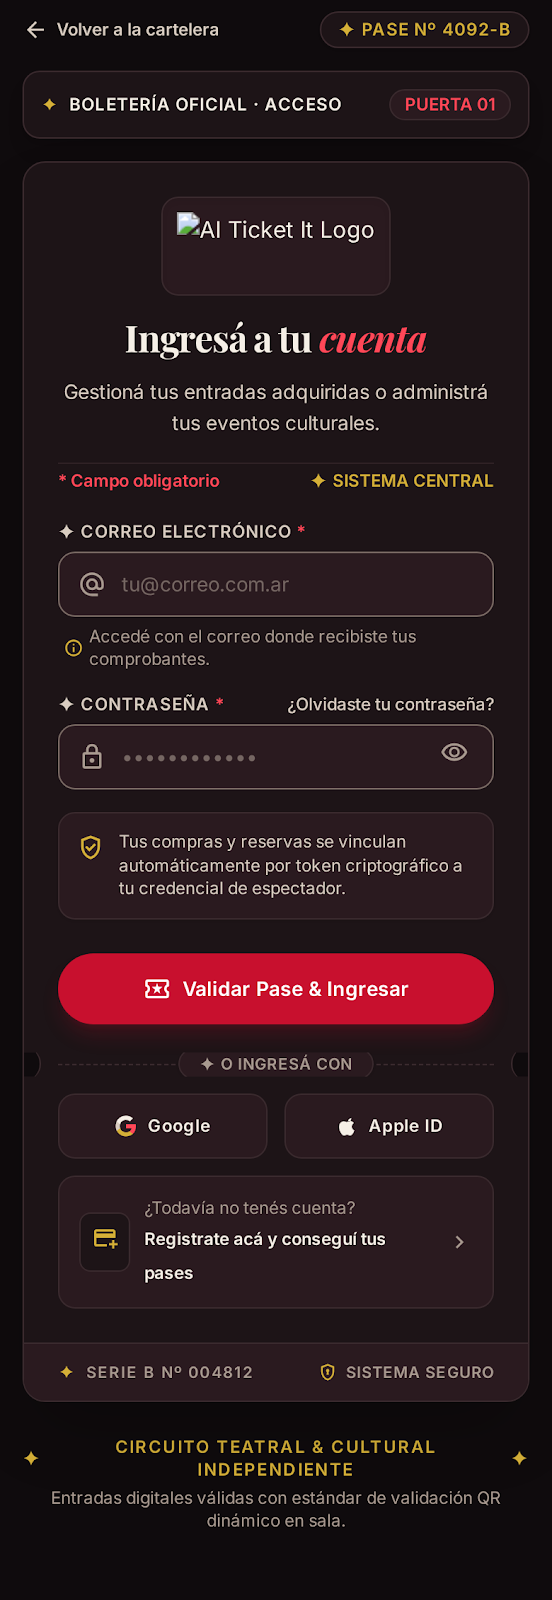 Volver a la cartelera
✦ PASE Nº 4092-B
✦ BOLETERÍA OFICIAL · ACCESO
PUERTA 01
AI Ticket It Logo
Ingresá a tu cuenta
Gestioná tus entradas adquiridas o administrá
tus eventos culturales.
* Campo obligatorio
✦ SISTEMA CENTRAL
✦ CORREO ELECTRÓNICO *
tu@correo.com.ar
Accedé con el correo donde recibiste tus
comprobantes.
✦ CONTRASEÑA *
¿Olvidaste tu contraseña?
••••••••••••
Tus compras y reservas se vinculan
automáticamente por token criptográfico a
tu credencial de espectador.
Validar Pase & Ingresar
✦ O INGRESÁ CON
Google
Apple ID
¿Todavía no tenés cuenta?
Registrate acá y conseguí tus
pases
✦ SERIE B Nº 004812
SISTEMA SEGURO
✦ CIRCUITO TEATRAL & CULTURAL ✦
INDEPENDIENTE
Entradas digitales válidas con estándar de validación QR
dinámico en sala.